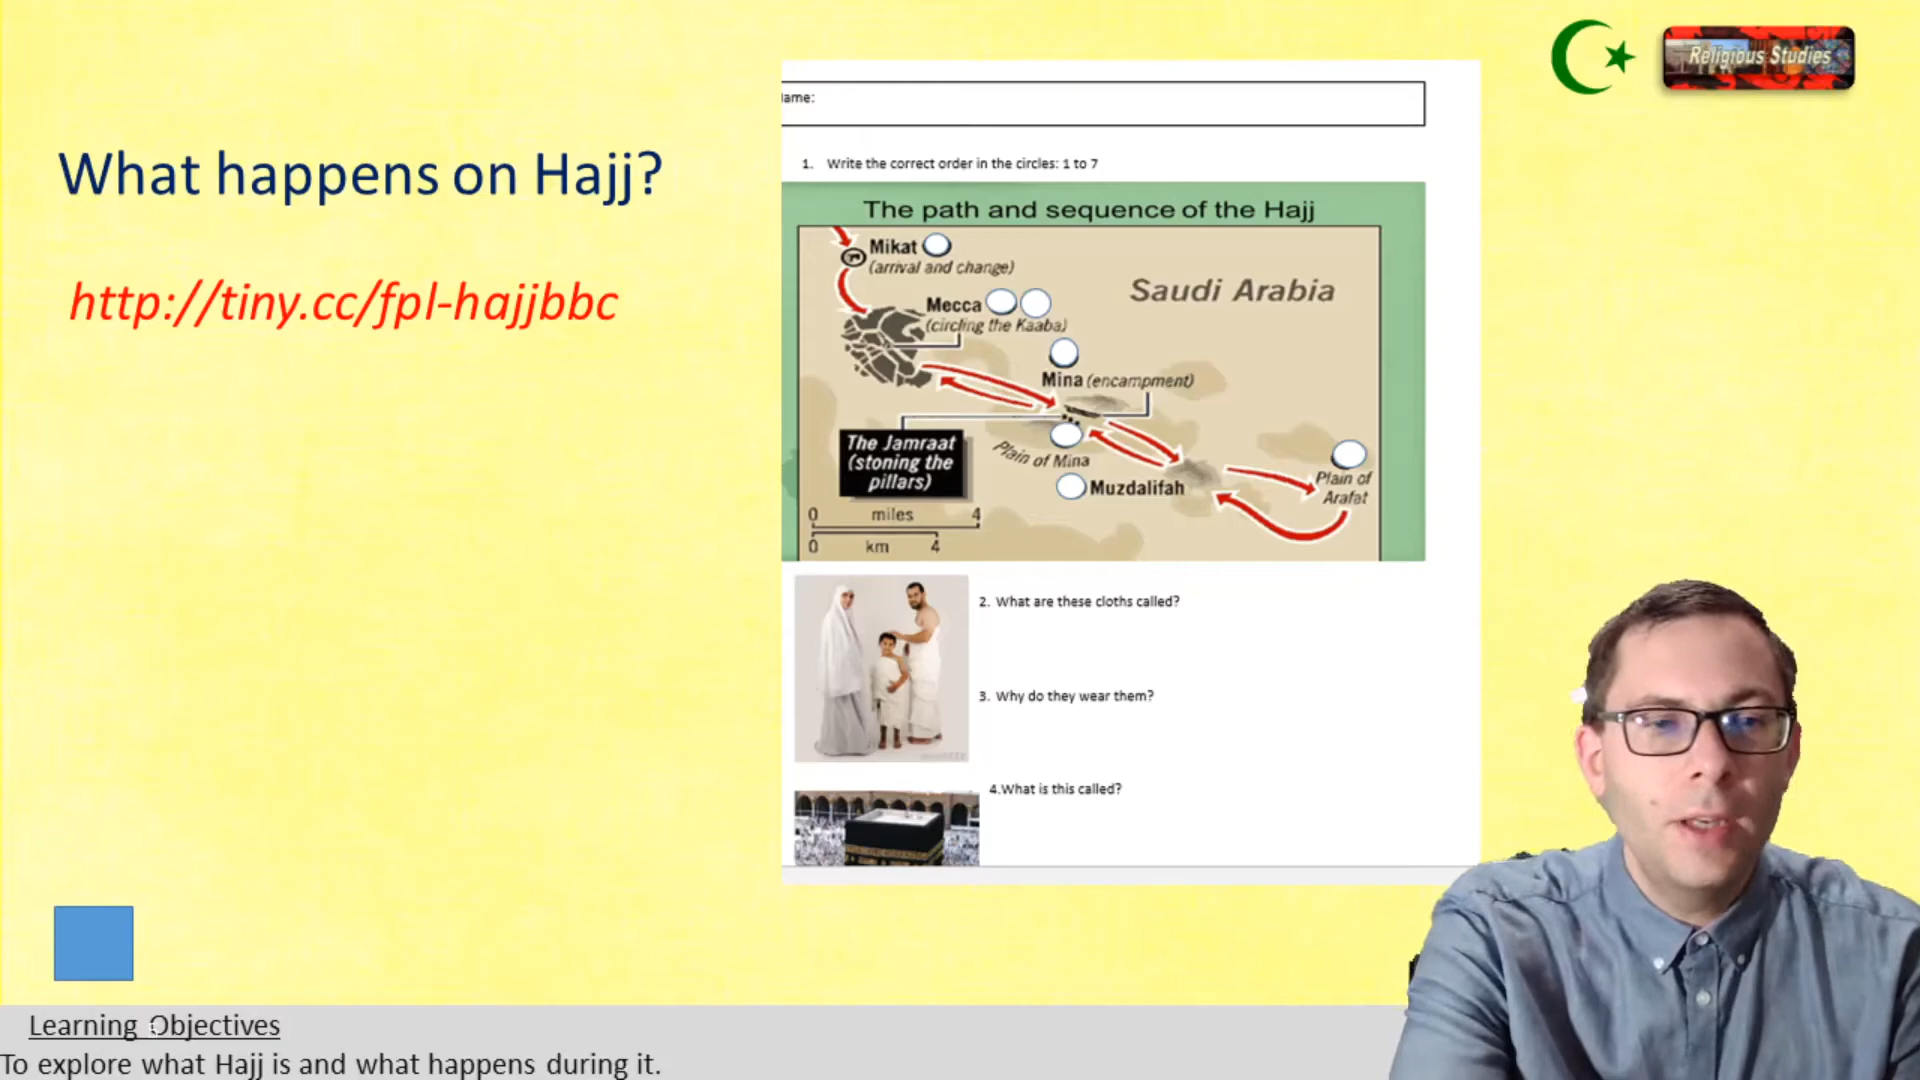 Religious Studies
What happens on Hajj?
http://tiny.cc/fpl-hajjbbc
ame:
1. Write the correct order in the circles: 1 to 7
The path and sequence of the Hajj
Mikat
(arrival and change)
Saudi Arabia
Mecca
(circling the Kaaba)
Mina (encampment)
The Jamraat
(stoning the
pillars)
Plain of Mina
Muzdalifah
Plain of
Arafat
0 miles 4
0 km 4
2. What are these cloths called?
3. Why do they wear them?
4.What is this called?
Learning Objectives
To explore what Hajj is and what happens during it.